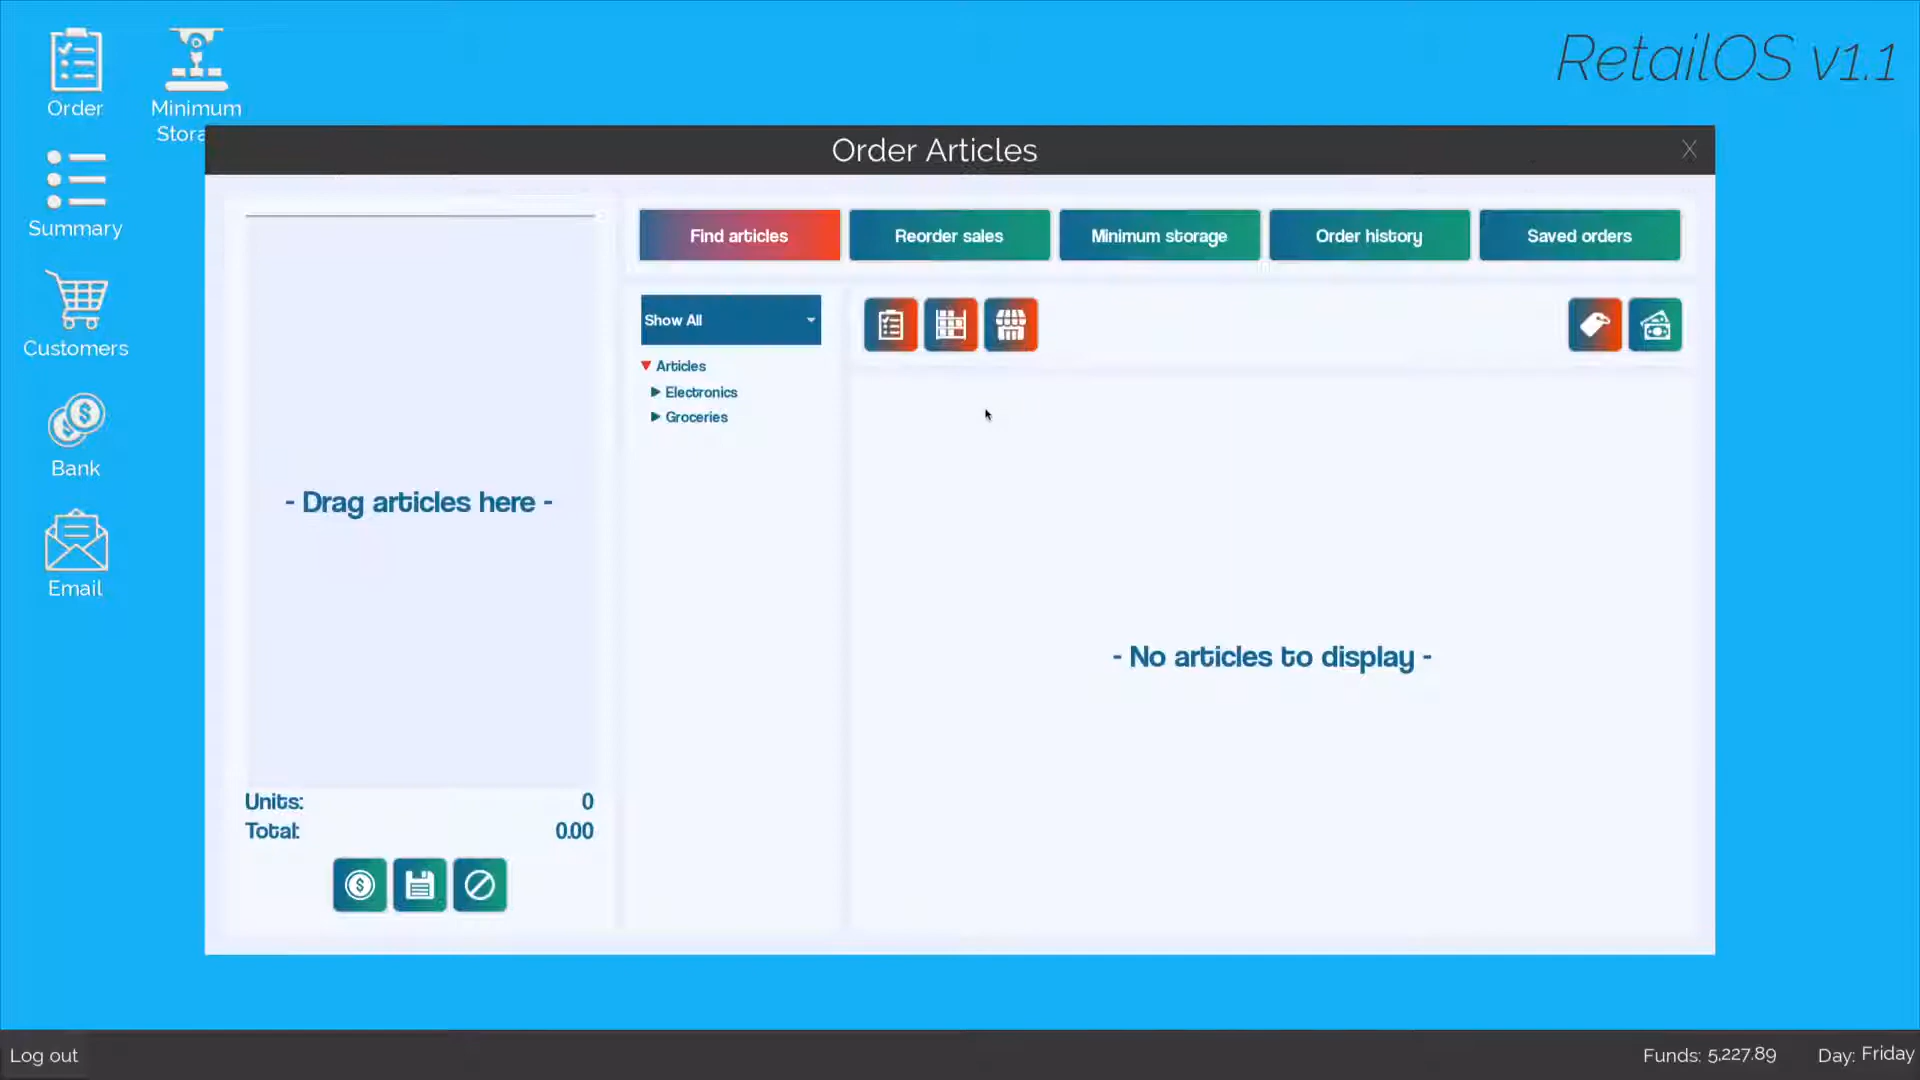 RetailOS v1.1
Order
Minimum
Stora
Summary
Customers
Bank
Email
Order Articles
X
Find articles
Reorder sales
Minimum storage
Order history
Saved orders
Show All
Articles
Electronics
Groceries
- Drag articles here -
- No articles to display -
Units: 0
Total: 0.00
Log out
Funds: 5,227.89
Day: Friday